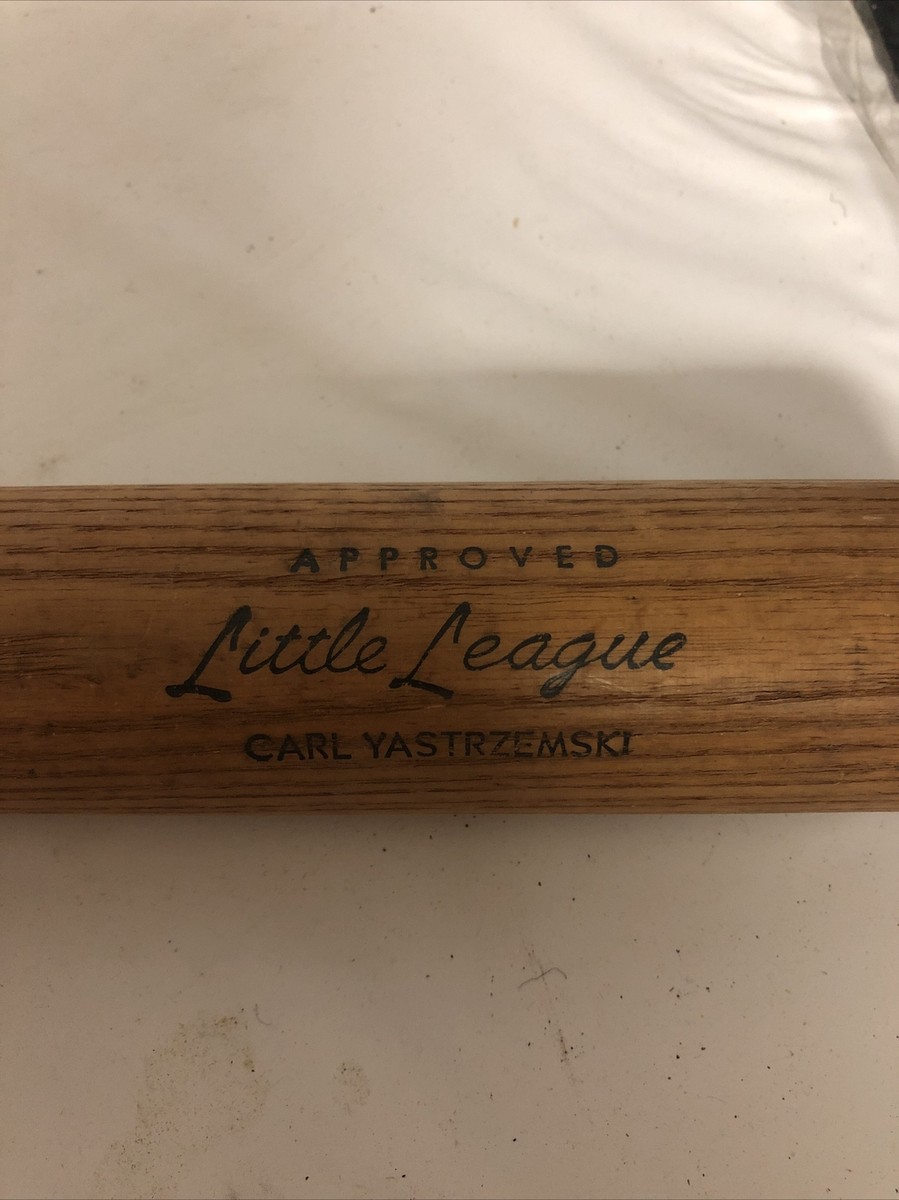 APPROVED
Little League
CARL YASTRZEMSKI